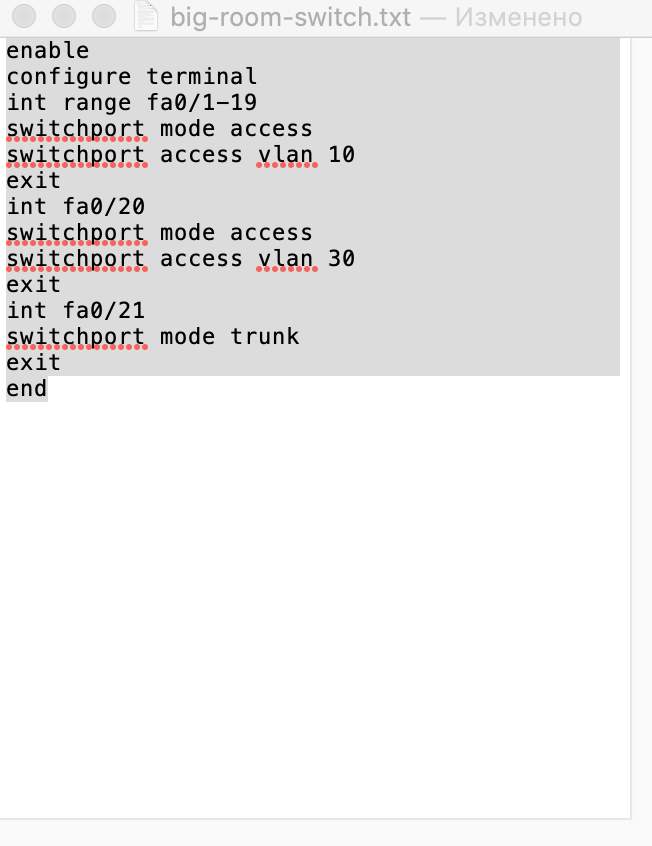 big-room-switch.txt — Изменено
enable
configure terminal
int range fa0/1-19
switchport mode access
switchport access vlan 10
exit
int fa0/20
switchport mode access
switchport access vlan 30
exit
int fa0/21
switchport mode trunk
exit
end